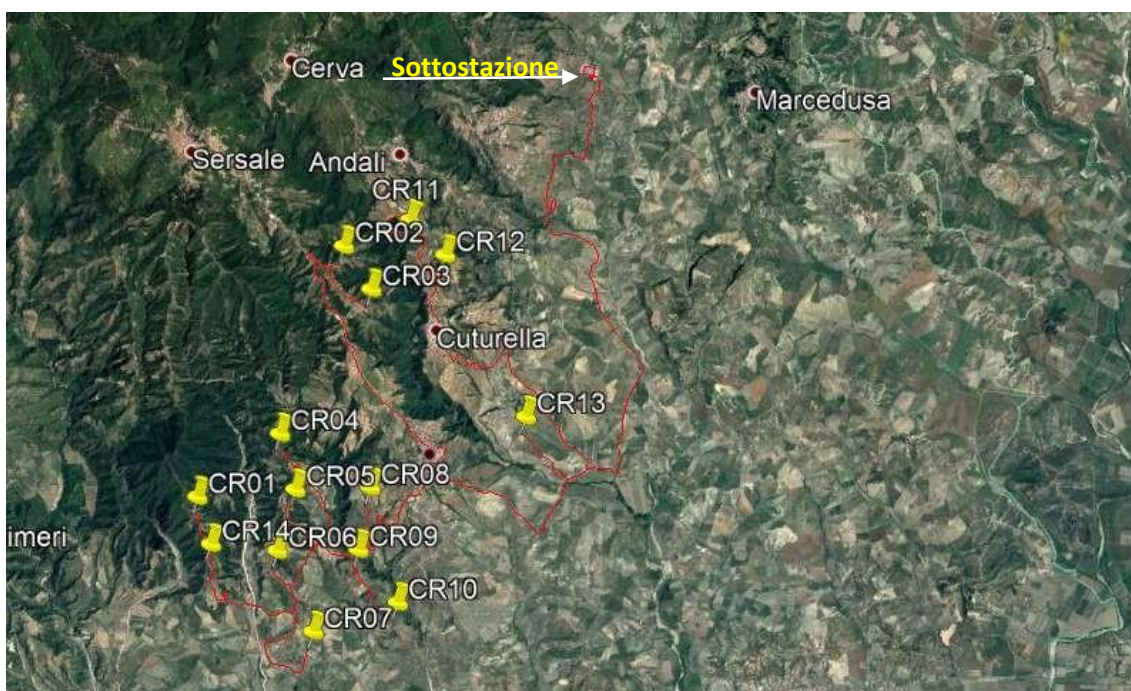 Cerva
Sottostazione
Marcedusa
Sersale
Andali
CR11
CR02
CR12
CR03
Cuturella
CR13
CR04
CR01
CR05
CR08
CR14
CR06
CR09
imeri
CR10
CR07